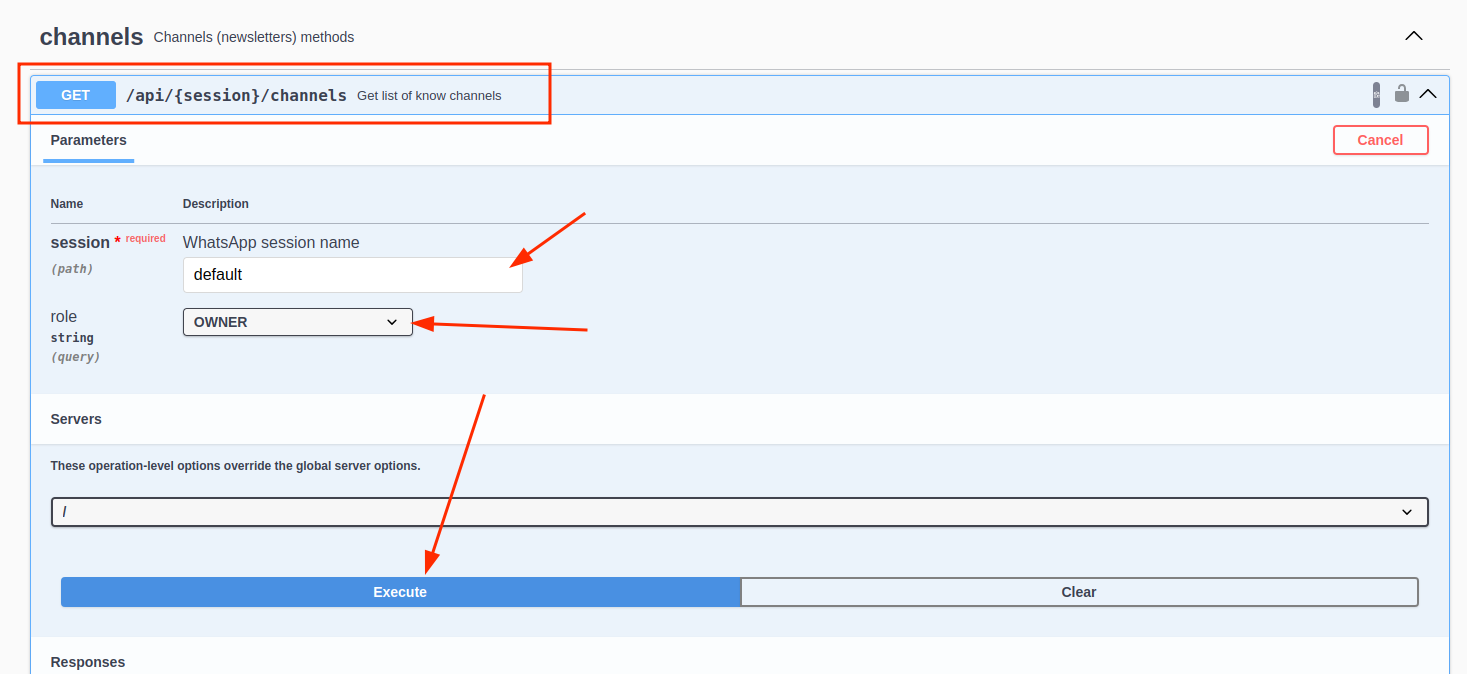 channels Channels (newsletters) methods
GET /api/{session}/channels Get list of know channels
Parameters
Cancel
Name Description
session * required WhatsApp session name
(path)
default
role
OWNER
string
(query)
Servers
These operation-level options override the global server options.
/
Execute Clear
Responses